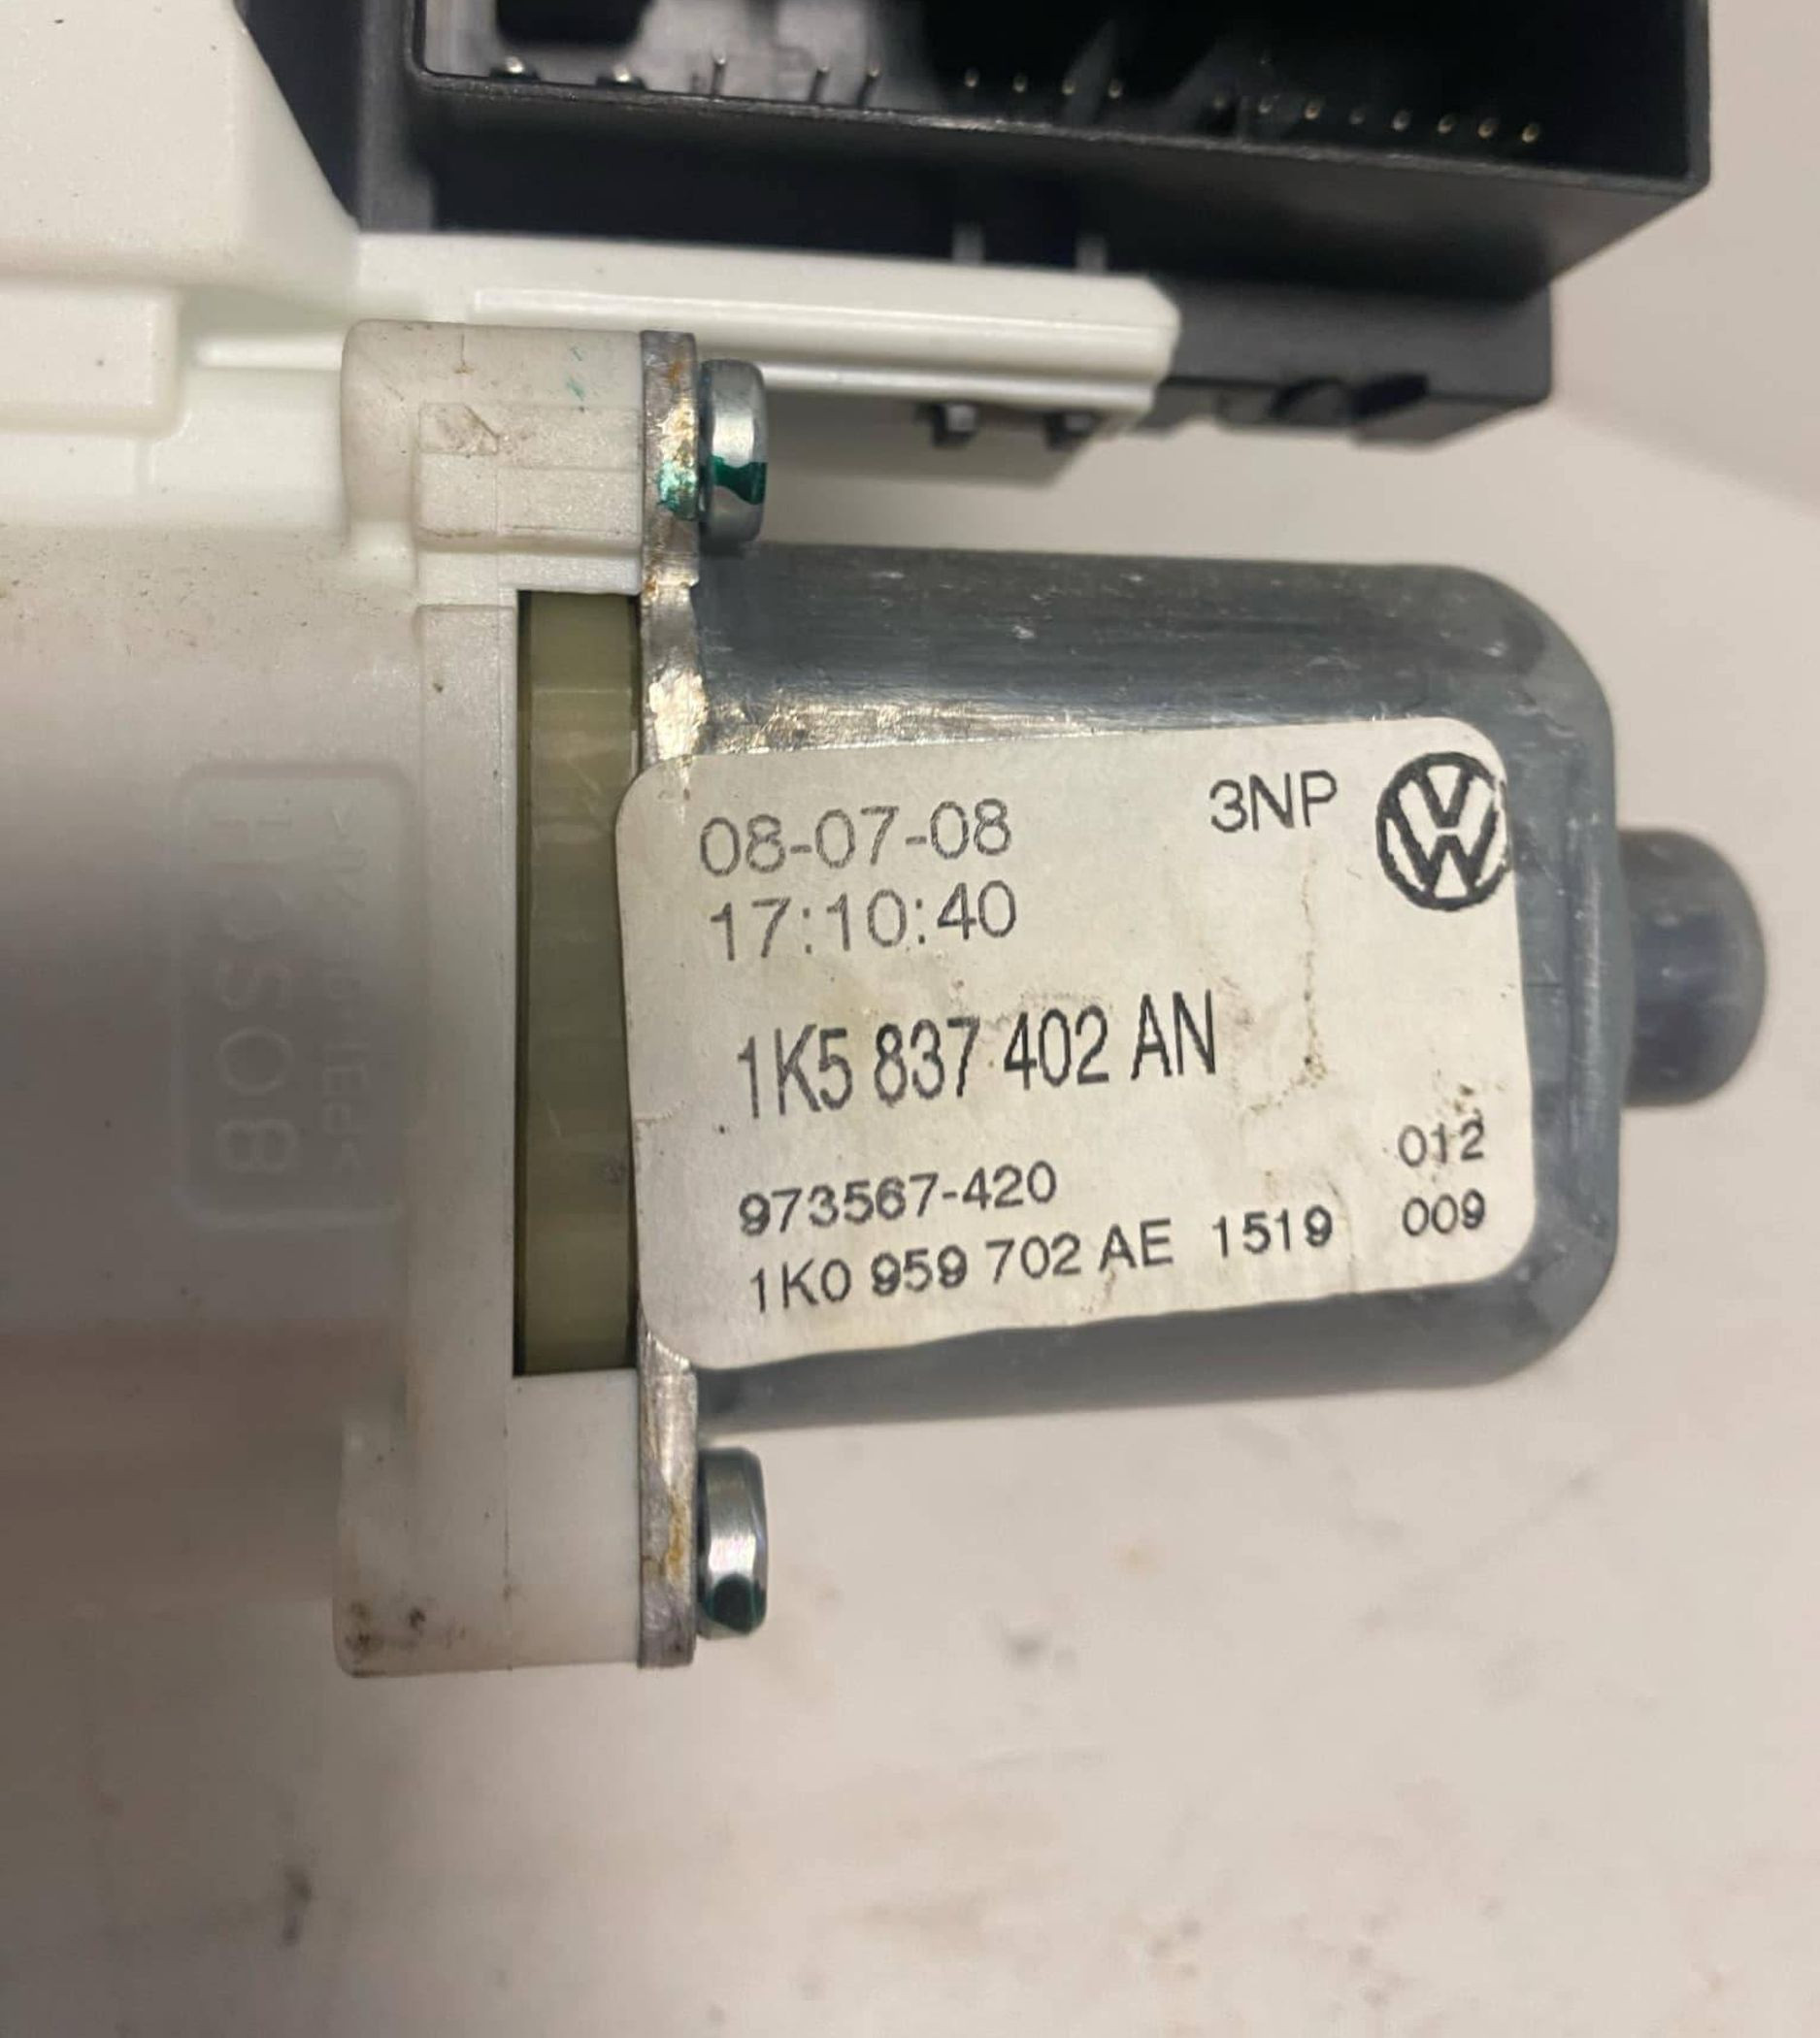 08-07-08 3NP
17:10:40
1K5 837 402 AN
973567-420 012
1K0 959 702 AE 1519 009